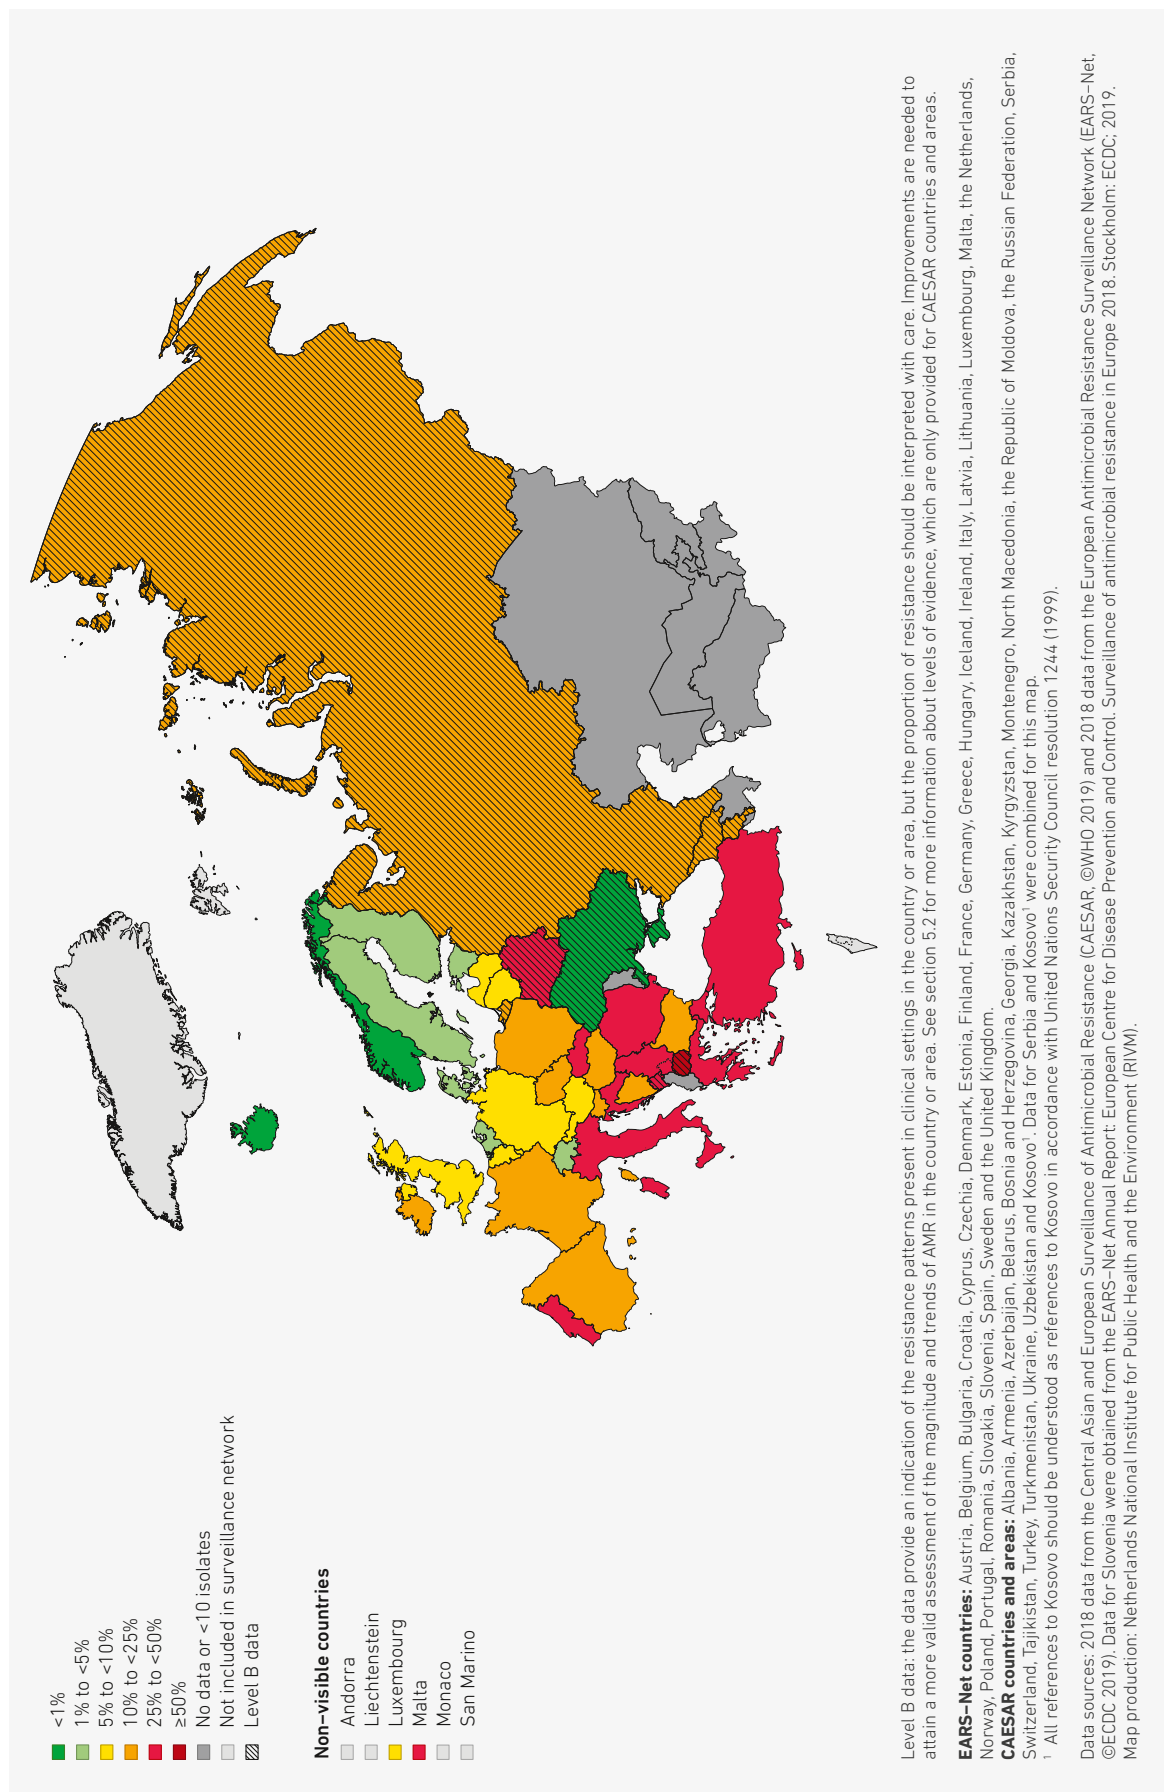 <1%
1% to <5%
5% to <10%
10% to <25%
25% to <50%
≥50%
No data or <10 isolates
Not included in surveillance network
Level B data
Non–visible countries
Andorra
Liechtenstein
Luxembourg
Malta
Monaco
San Marino
Level B data: the data provide an indication of the resistance patterns present in clinical settings in the country or area, but the proportion of resistance should be interpreted with care. Improvements are needed to
attain a more valid assessment of the magnitude and trends of AMR in the country or area. See section 5.2 for more information about levels of evidence, which are only provided for CAESAR countries and areas.
EARS–Net countries: Austria, Belgium, Bulgaria, Croatia, Cyprus, Czechia, Denmark, Estonia, Finland, France, Germany, Greece, Hungary, Iceland, Ireland, Italy, Latvia, Lithuania, Luxembourg, Malta, the Netherlands,
Norway, Poland, Portugal, Romania, Slovakia, Slovenia, Spain, Sweden and the United Kingdom.
CAESAR countries and areas: Albania, Armenia, Azerbaijan, Belarus, Bosnia and Herzegovina, Georgia, Kazakhstan, Kyrgyzstan, Montenegro, North Macedonia, the Republic of Moldova, the Russian Federation, Serbia,
Switzerland, Tajikistan, Turkey, Turkmenistan, Ukraine, Uzbekistan and Kosovo¹. Data for Serbia and Kosovo¹ were combined for this map.
¹ All references to Kosovo should be understood as references to Kosovo in accordance with United Nations Security Council resolution 1244 (1999).
Data sources: 2018 data from the Central Asian and European Surveillance of Antimicrobial Resistance (CAESAR, ©WHO 2019) and 2018 data from the European Antimicrobial Resistance Surveillance Network (EARS–Net,
©ECDC 2019). Data for Slovenia were obtained from the EARS–Net Annual Report: European Centre for Disease Prevention and Control. Surveillance of antimicrobial resistance in Europe 2018. Stockholm: ECDC; 2019.
Map production: Netherlands National Institute for Public Health and the Environment (RIVM).